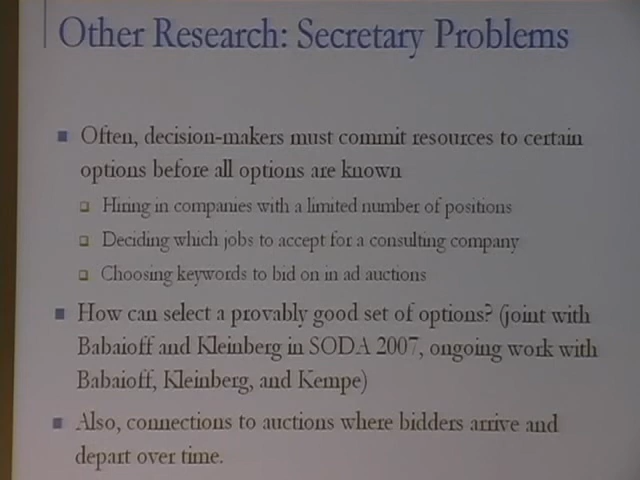 Other Research: Secretary Problems
Often, decision-makers must commit resources to certain
options before all options are known
Hiring in companies with a limited number of positions
Deciding which jobs to accept for a consulting company
Choosing keywords to bid on in ad auctions
How can select a provably good set of options? (joint with
Babaioff and Kleinberg in SODA 2007, ongoing work with
Babaioff, Kleinberg, and Kempe)
Also, connections to auctions where bidders arrive and
depart over time.